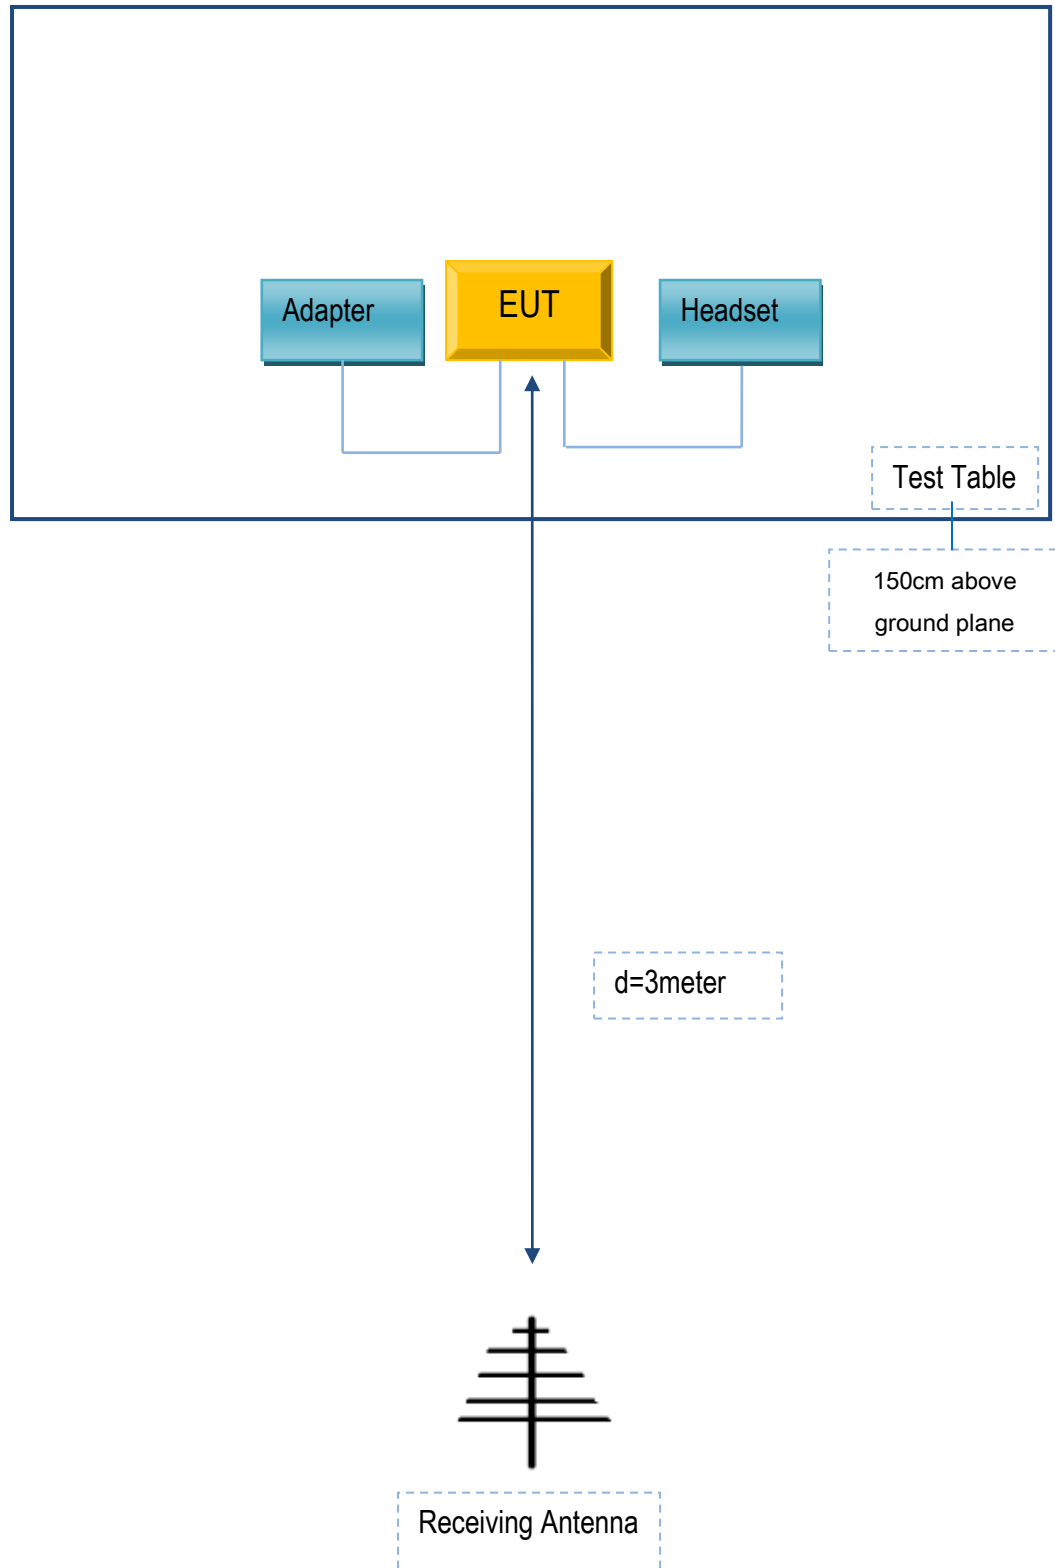 Adapter
EUT
Headset
Test Table
150cm above
ground plane
d=3meter
Receiving Antenna